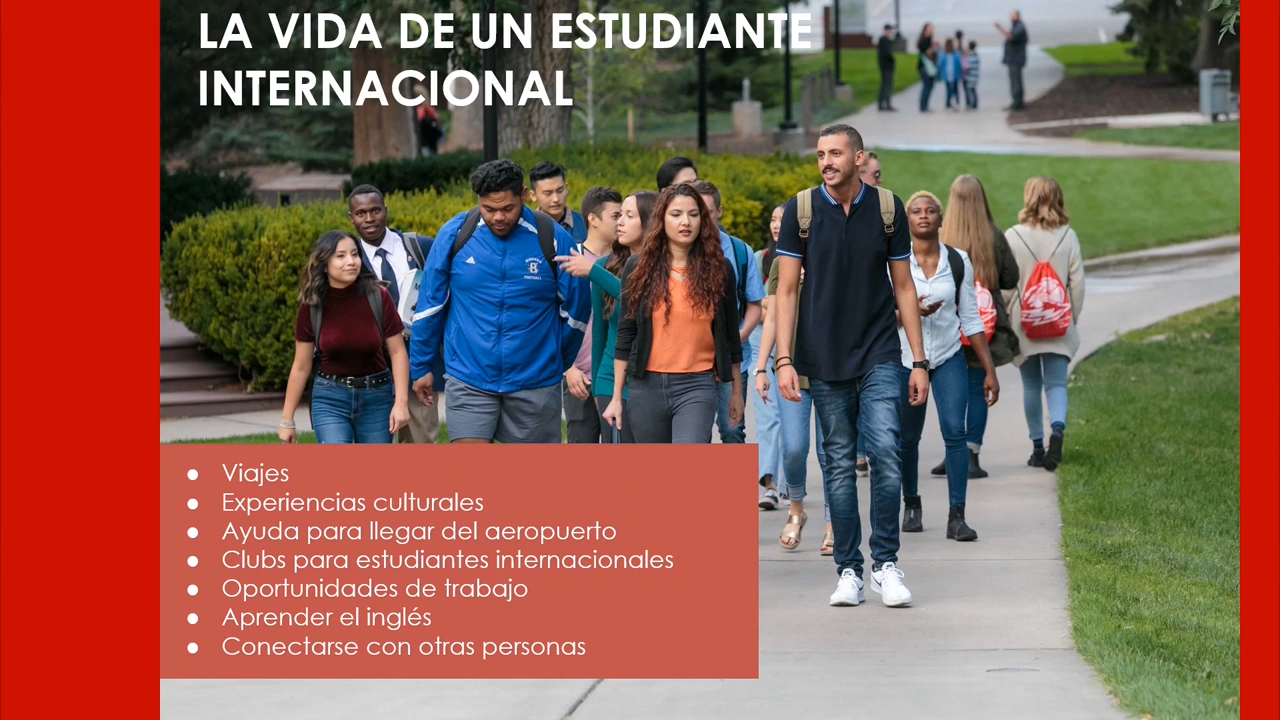 LA VIDA DE UN ESTUDIANTE
INTERNACIONAL
● Viajes
● Experiencias culturales
● Ayuda para llegar del aeropuerto
● Clubs para estudiantes internacionales
● Oportunidades de trabajo
● Aprender el inglés
● Conectarse con otras personas